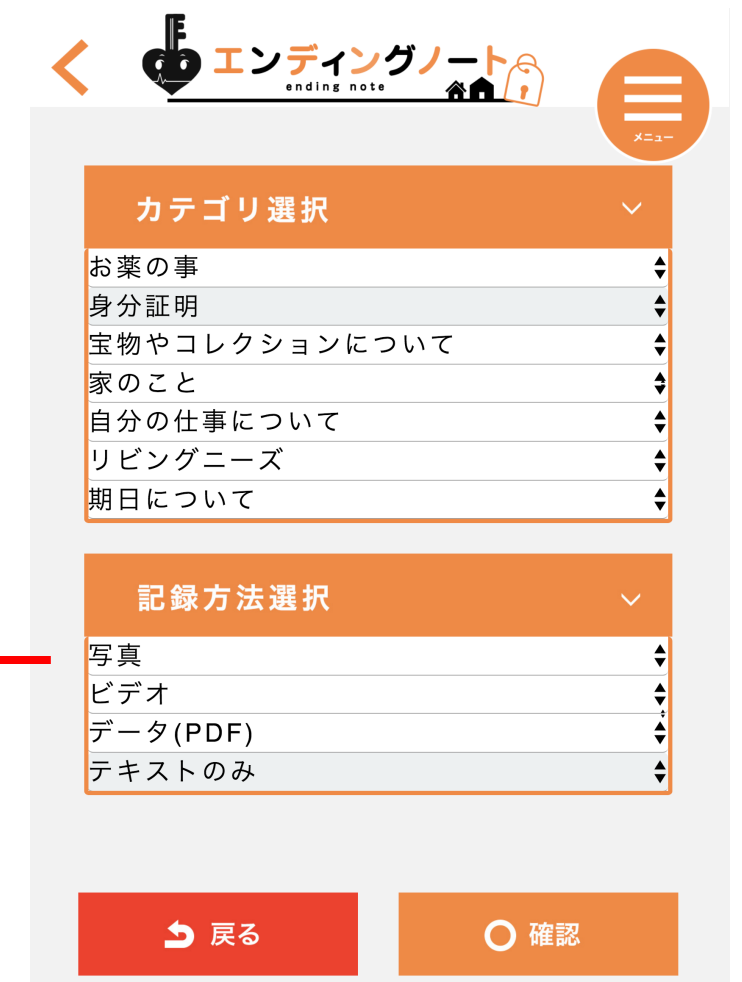 エンディングノート
ending note
メニュー
カテゴリ選択
お薬の事
身分証明
宝物やコレクションについて
家のこと
自分の仕事について
リビングニーズ
期日について
記録方法選択
写真
ビデオ
データ(PDF)
テキストのみ
戻る
確認